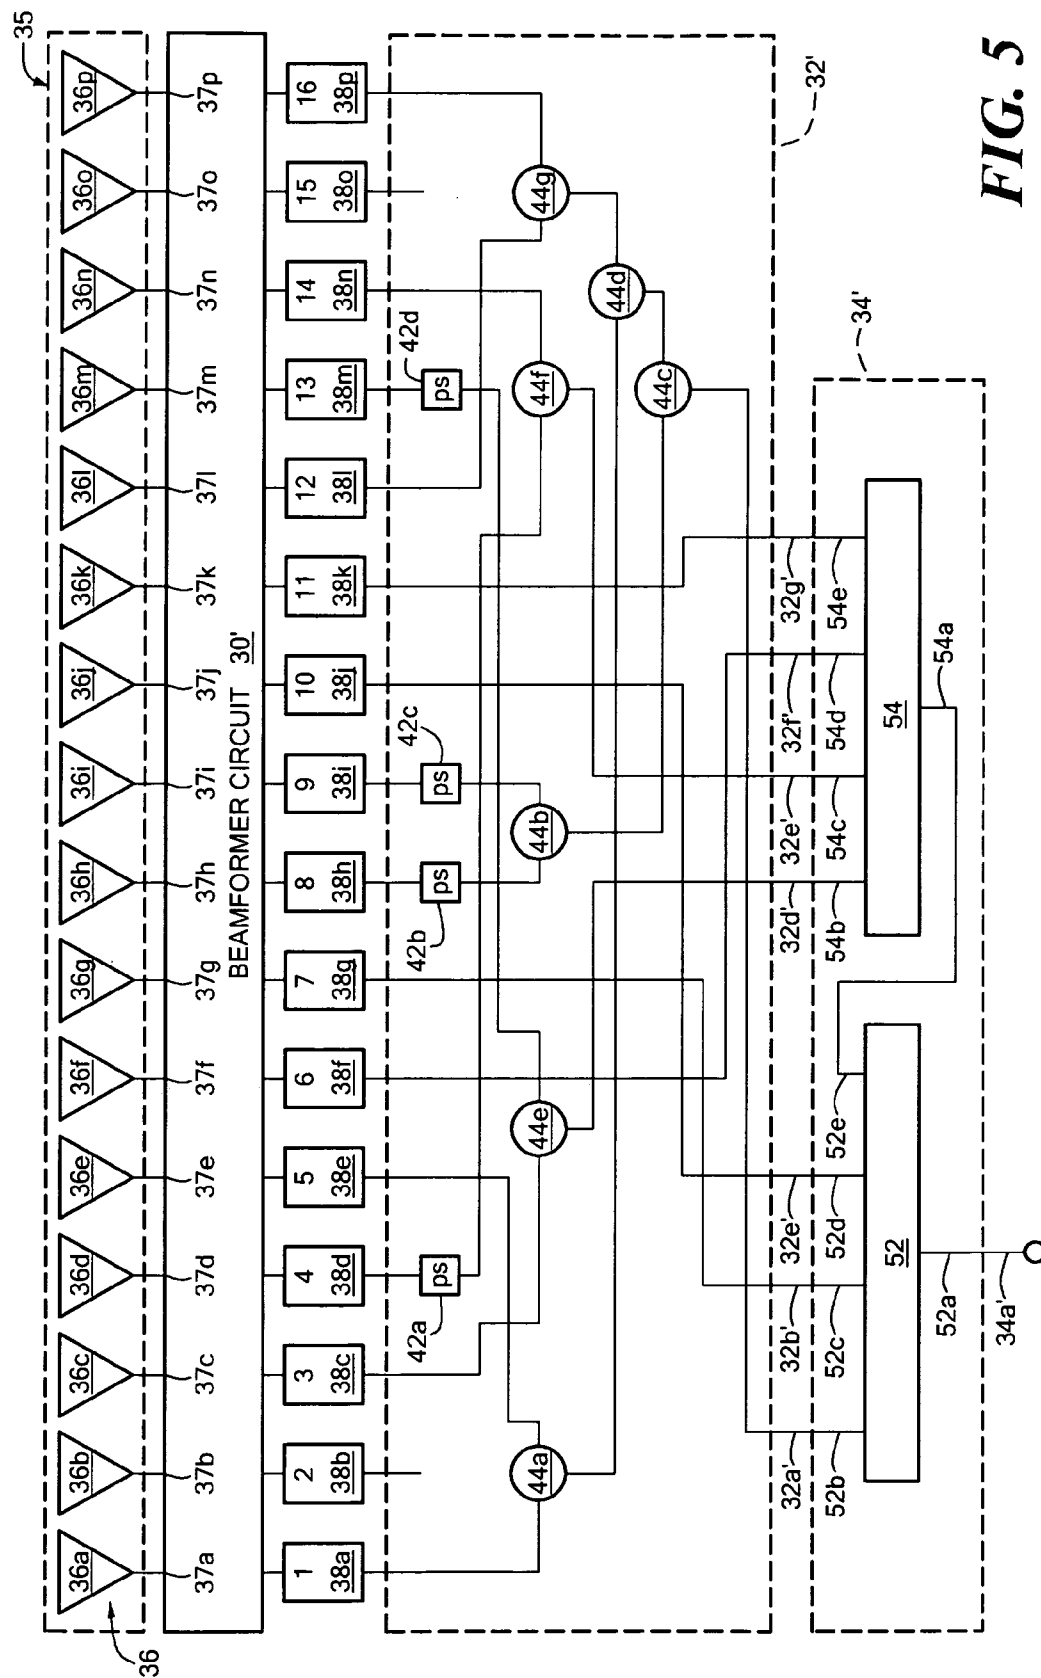 35
36
36a 36b 36c 36d 36e 36f 36g 36h 36i 36j 36k 36l 36m 36n 36o 36p
37a 37b 37c 37d 37e 37f 37g 37h 37i 37j 37k 37l 37m 37n 37o 37p
BEAMFORMER CIRCUIT 30'
1 2 3 4 5 6 7 8 9 10 11 12 13 14 15 16
38a 38b 38c 38d 38e 38f 38g 38h 38i 38j 38k 38l 38m 38n 38o 38p
ps ps ps ps
42a 42b 42c 42d
44a 44e 44b 44f 44g
44d
44c
32'
32a' 32b' 32e' 32d' 32e' 32f' 32g'
34'
52b 52c 52d 52e 54b 54c 54d 54e
52 54
52a 54a
34a'
FIG. 5